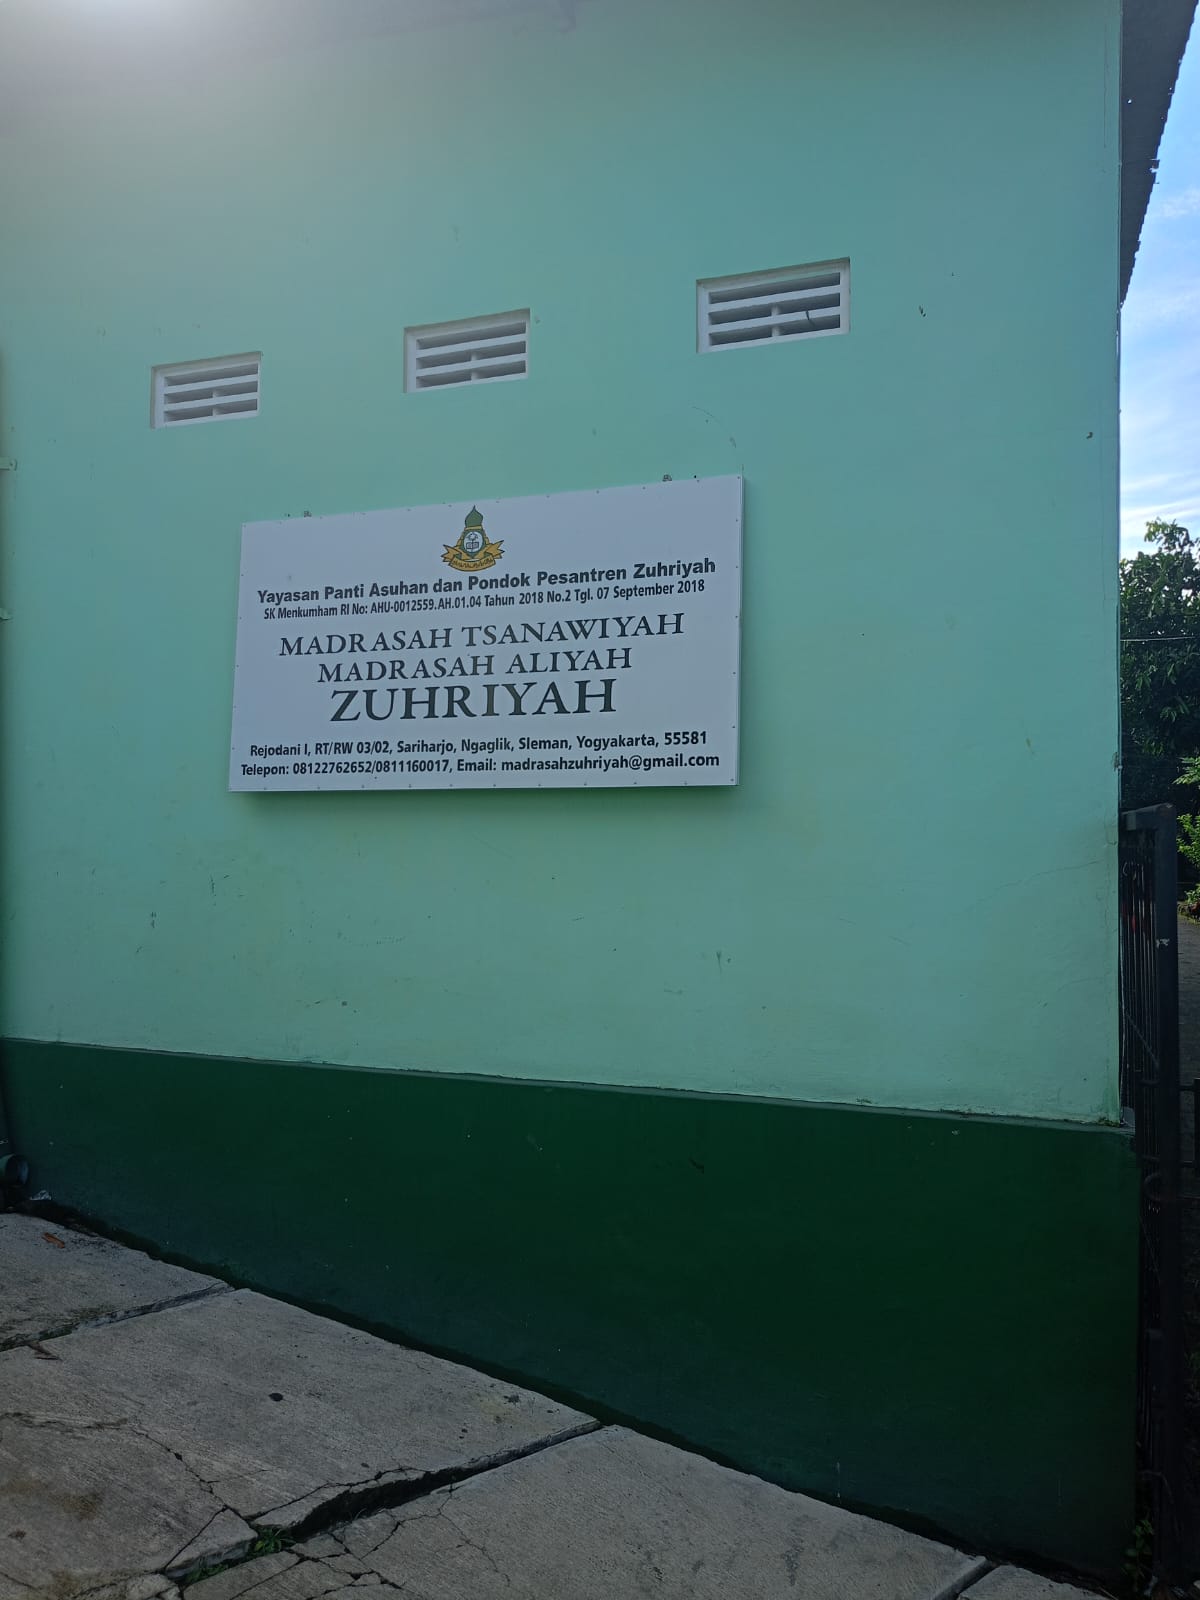 Yayasan Panti Asuhan dan Pondok Pesantren Zuhriyah
SK Menkumham RI No: AHU-0012559.AH.01.04 Tahun 2018 No.2 Tgl. 07 September 2018
MADRASAH TSANAWIYAH
MADRASAH ALIYAH
ZUHRIYAH
Rejodani I, RT/RW 03/02, Sariharjo, Ngaglik, Sleman, Yogyakarta, 55581
Telepon: 08122762652/0811160017, Email: madrasahzuhriyah@gmail.com